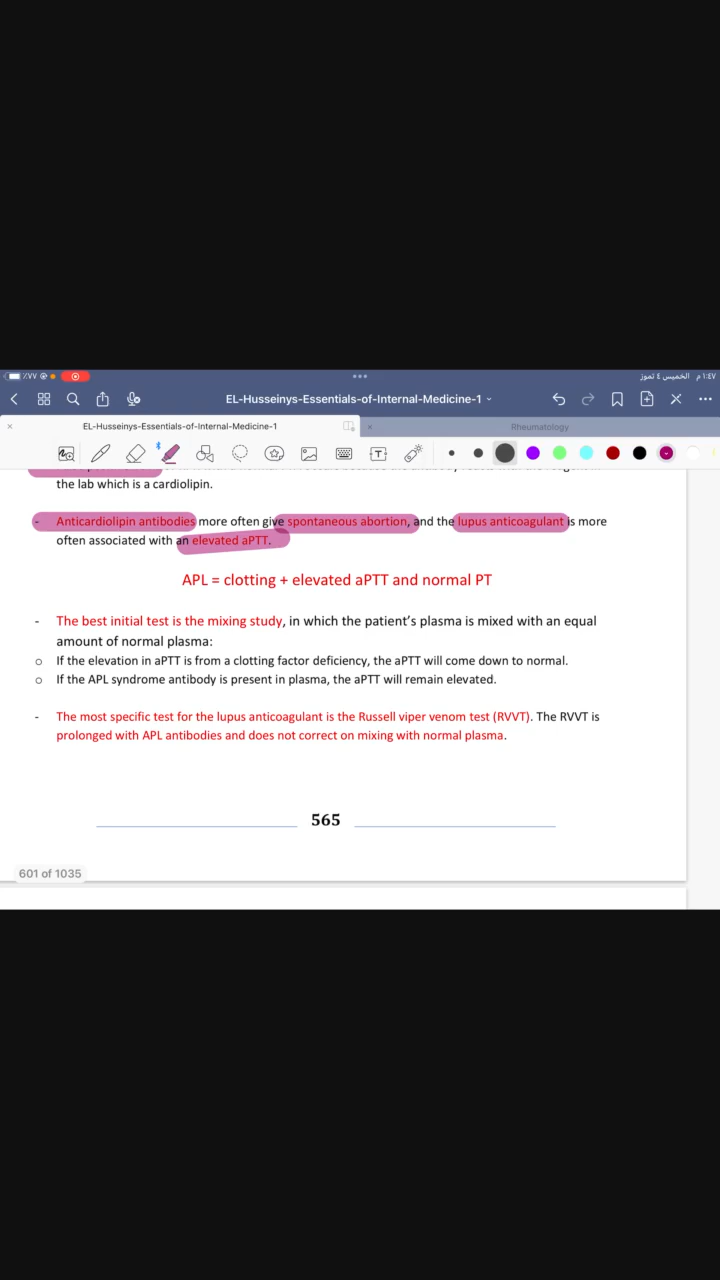 ٪٧٧
١:٤٧ م الخميس ٤ تموز
EL-Husseinys-Essentials-of-Internal-Medicine-1
EL-Husseinys-Essentials-of-Internal-Medicine-1
Rheumatology
the lab which is a cardiolipin.
- Anticardiolipin antibodies more often give spontaneous abortion, and the lupus anticoagulant is more
often associated with an elevated aPTT.
APL = clotting + elevated aPTT and normal PT
- The best initial test is the mixing study, in which the patient’s plasma is mixed with an equal
amount of normal plasma:
o If the elevation in aPTT is from a clotting factor deficiency, the aPTT will come down to normal.
o If the APL syndrome antibody is present in plasma, the aPTT will remain elevated.
- The most specific test for the lupus anticoagulant is the Russell viper venom test (RVVT). The RVVT is
prolonged with APL antibodies and does not correct on mixing with normal plasma.
565
601 of 1035